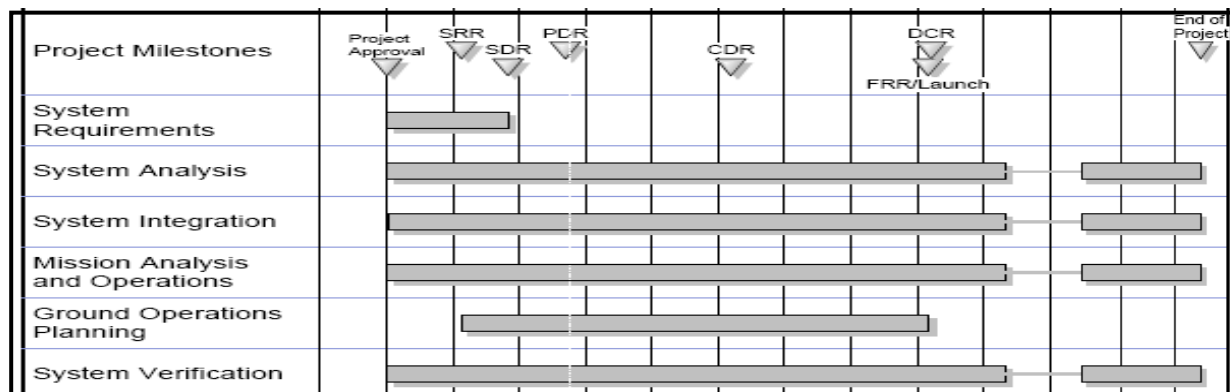 Project Milestones
Project
Approval
SRR
SDR
PDR
CDR
DCR
FRR/Launch
End of
Project
System
Requirements
System Analysis
System Integration
Mission Analysis
and Operations
Ground Operations
Planning
System Verification